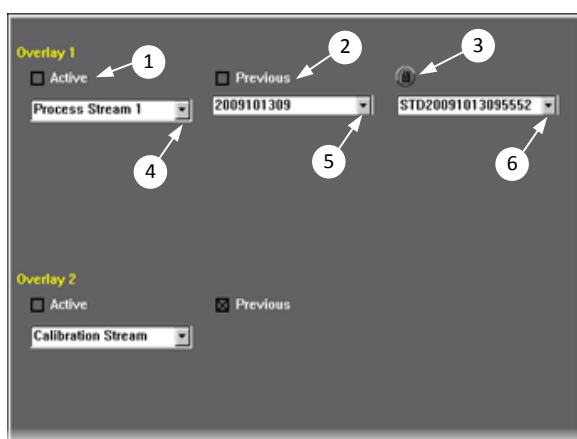 Overlay 1
1 2 3
Active Previous
Process Stream 1 2009101309 STD20091013095552
4 5 6
Overlay 2
Active Previous
Calibration Stream